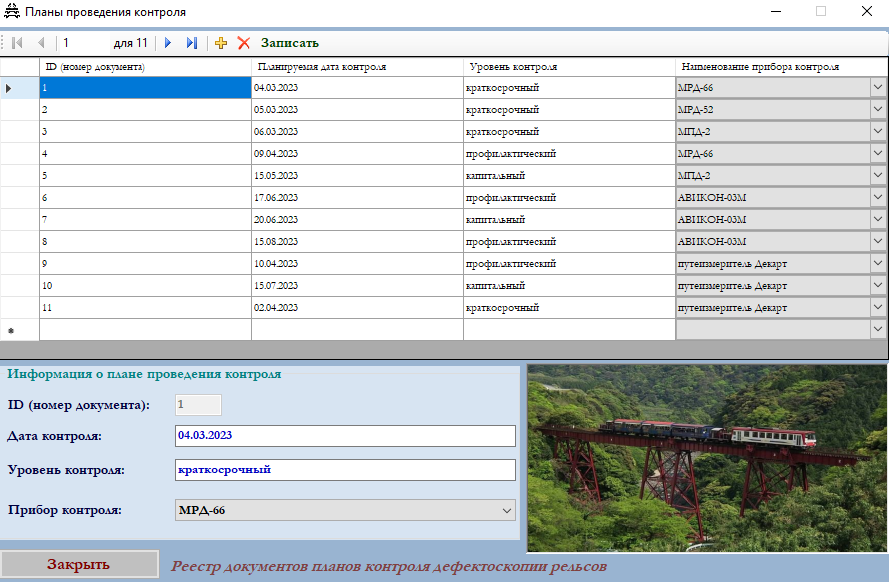 Планы проведения контроля
1 для 11 Записать
ID (номер документа) Планируемая дата контроля Уровень контроля Наименование прибора контроля
1 04.03.2023 краткосрочный МРД-66
2 05.03.2023 краткосрочный МРД-52
3 06.03.2023 краткосрочный МПД-2
4 09.04.2023 профилактический МРД-66
5 15.05.2023 капитальный МПД-2
6 17.06.2023 профилактический АВИКОН-03М
7 20.06.2023 капитальный АВИКОН-03М
8 15.08.2023 профилактический АВИКОН-03М
9 10.04.2023 профилактический путеизмеритель Декарт
10 15.07.2023 капитальный путеизмеритель Декарт
11 02.04.2023 краткосрочный путеизмеритель Декарт
Информация о плане проведения контроля
ID (номер документа): 1
Дата контроля: 04.03.2023
Уровень контроля: краткосрочный
Прибор контроля: МРД-66
Закрыть Реестр документов планов контроля дефектоскопии рельсов